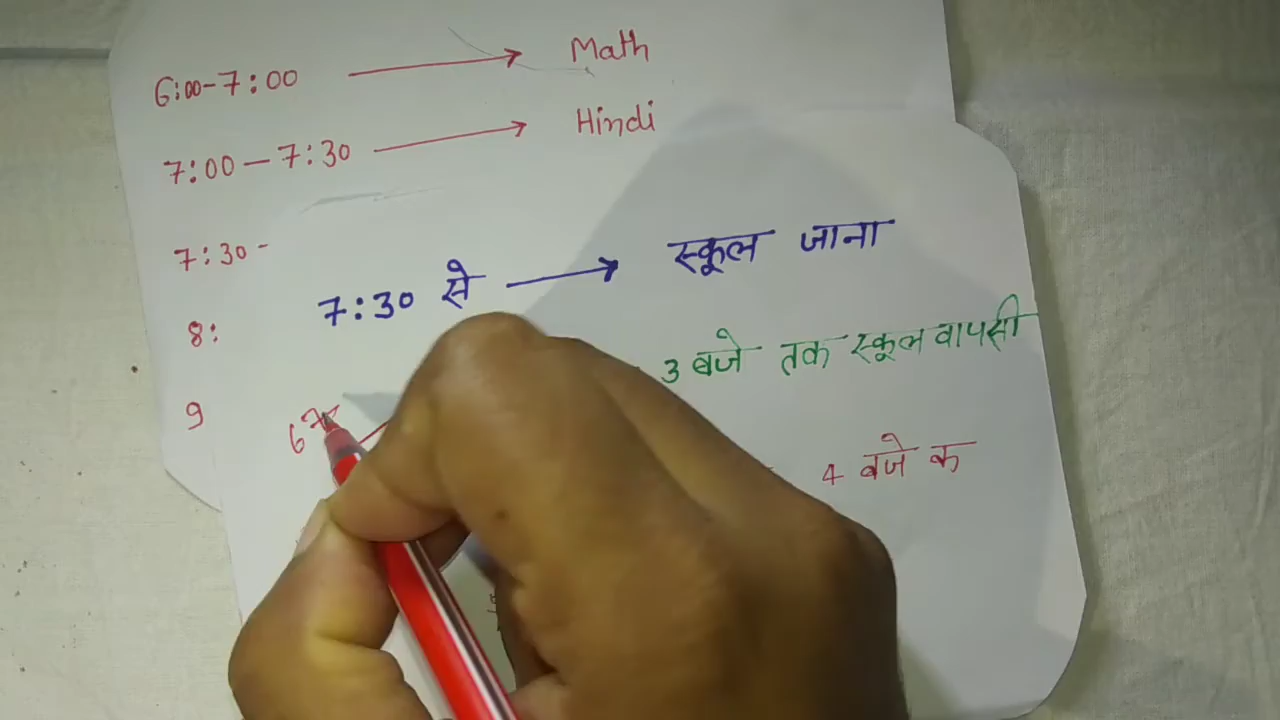 6:00-7:00 → Math
7:00-7:30 → Hindi
7:30-
7:30 से → स्कूल जाना
8:
3 बजे तक स्कूल वापसी
9
4 बजे क